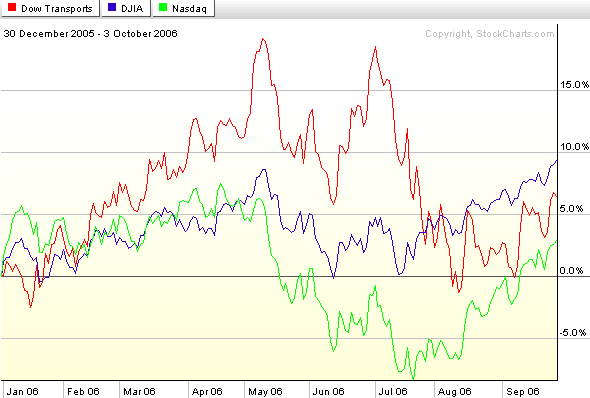 Dow Transports DJIA Nasdaq
30 December 2005 - 3 October 2006 Copyright, StockCharts.com
15.0%
10.0%
5.0%
0.0%
-5.0%
Jan 06 Feb 06 Mar 06 Apr 06 May 06 Jun 06 Jul 06 Aug 06 Sep 06